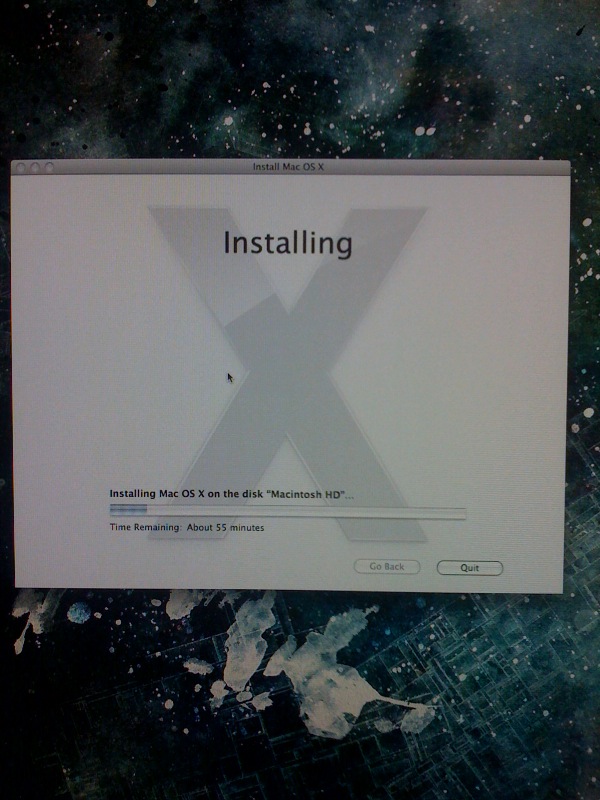 Install Mac OS X
Installing
Installing Mac OS X on the disk "Macintosh HD"...
Time Remaining: About 55 minutes
Go Back
Quit